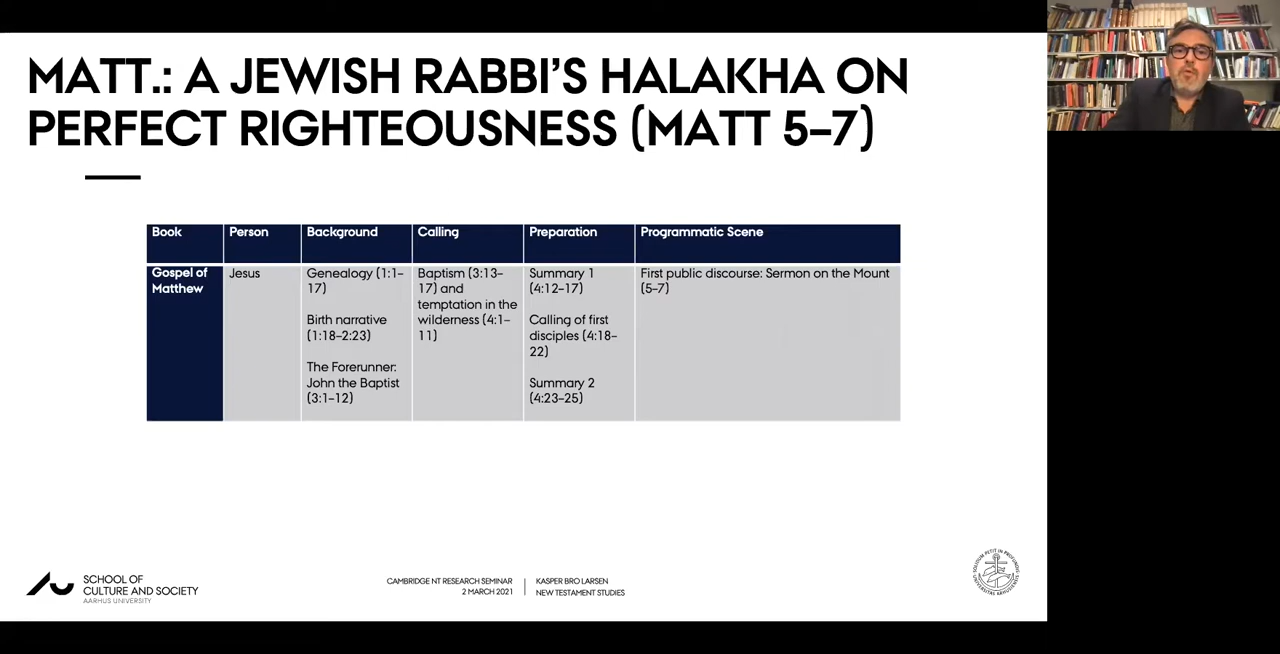 MATT.: A JEWISH RABBI'S HALAKHA ON
PERFECT RIGHTEOUSNESS (MATT 5–7)
Book
Person
Background
Calling
Preparation
Programmatic Scene
Gospel of
Matthew
Jesus
Genealogy (1:1–
17)
Birth narrative
(1:18–2:23)
The Forerunner:
John the Baptist
(3:1–12)
Baptism (3:13–
17) and
temptation in the
wilderness (4:1–
11)
Summary 1
(4:12–17)
Calling of first
disciples (4:18–
22)
Summary 2
(4:23–25)
First public discourse: Sermon on the Mount
(5–7)
SCHOOL OF
CULTURE AND SOCIETY
AARHUS UNIVERSITY
CAMBRIDGE NT RESEARCH SEMINAR
2 MARCH 2021
KASPER BRO LARSEN
NEW TESTAMENT STUDIES